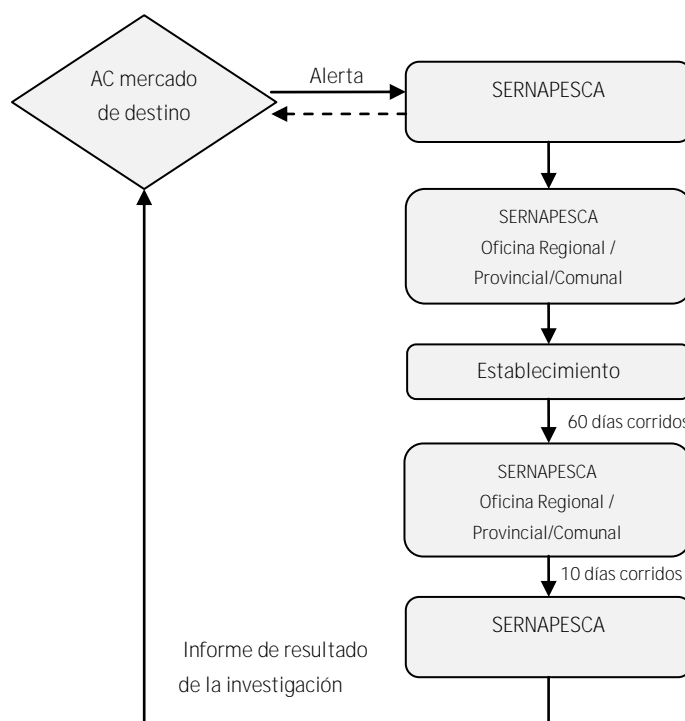 AC mercado
de destino
Alerta
SERNAPESCA
SERNAPESCA
Oficina Regional /
Provincial/Comunal
Establecimiento
60 días corridos
SERNAPESCA
Oficina Regional /
Provincial/Comunal
10 días corridos
SERNAPESCA
Informe de resultado
de la investigación